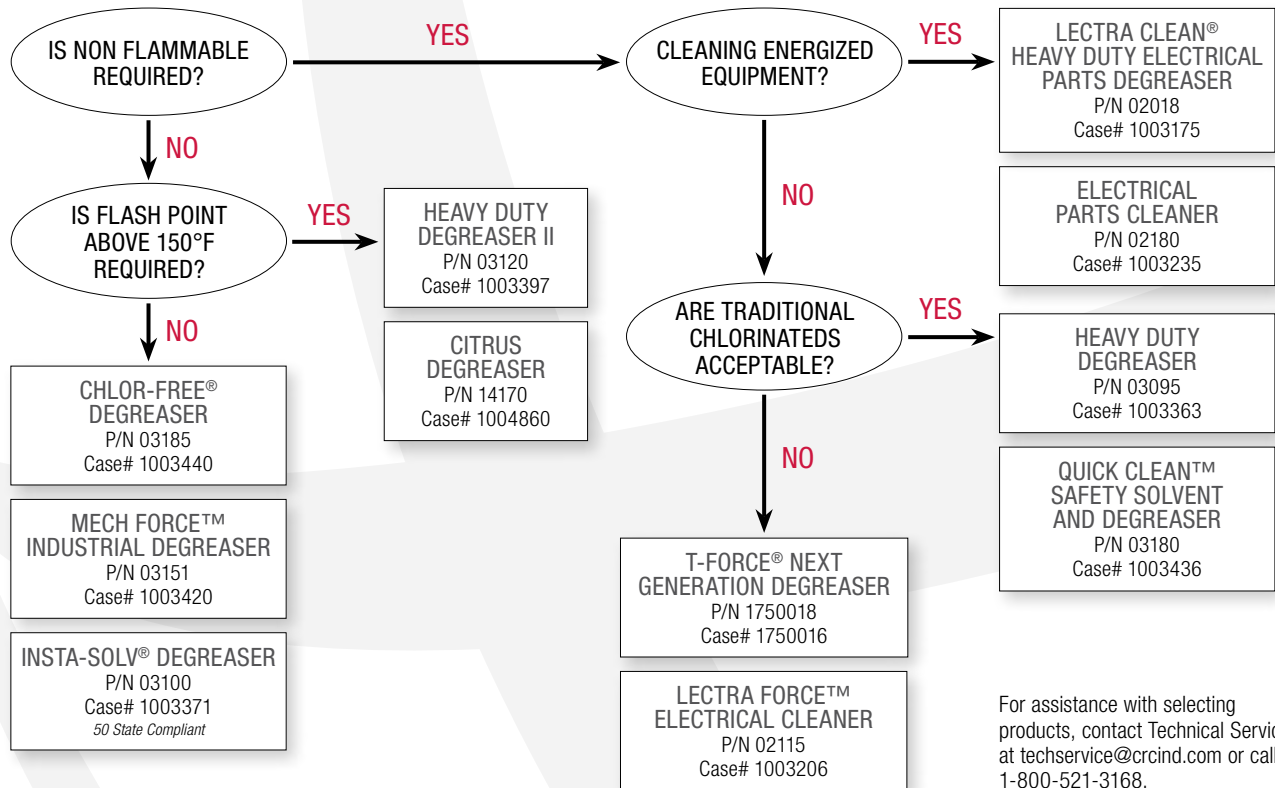 IS NON FLAMMABLE
REQUIRED?
YES
CLEANING ENERGIZED
EQUIPMENT?
YES
LECTRA CLEAN®
HEAVY DUTY ELECTRICAL
PARTS DEGREASER
P/N 02018
Case# 1003175
ELECTRICAL
PARTS CLEANER
P/N 02180
Case# 1003235
NO
NO
IS FLASH POINT
ABOVE 150°F
REQUIRED?
YES
HEAVY DUTY
DEGREASER II
P/N 03120
Case# 1003397
CITRUS
DEGREASER
P/N 14170
Case# 1004860
ARE TRADITIONAL
CHLORINATEDS
ACCEPTABLE?
YES
HEAVY DUTY
DEGREASER
P/N 03095
Case# 1003363
QUICK CLEAN™
SAFETY SOLVENT
AND DEGREASER
P/N 03180
Case# 1003436
NO
CHLOR-FREE®
DEGREASER
P/N 03185
Case# 1003440
MECH FORCE™
INDUSTRIAL DEGREASER
P/N 03151
Case# 1003420
INSTA-SOLV® DEGREASER
P/N 03100
Case# 1003371
50 State Compliant
NO
T-FORCE® NEXT
GENERATION DEGREASER
P/N 1750018
Case# 1750016
LECTRA FORCE™
ELECTRICAL CLEANER
P/N 02115
Case# 1003206
For assistance with selecting
products, contact Technical Servic
at techservice@crcind.com or call
1-800-521-3168.